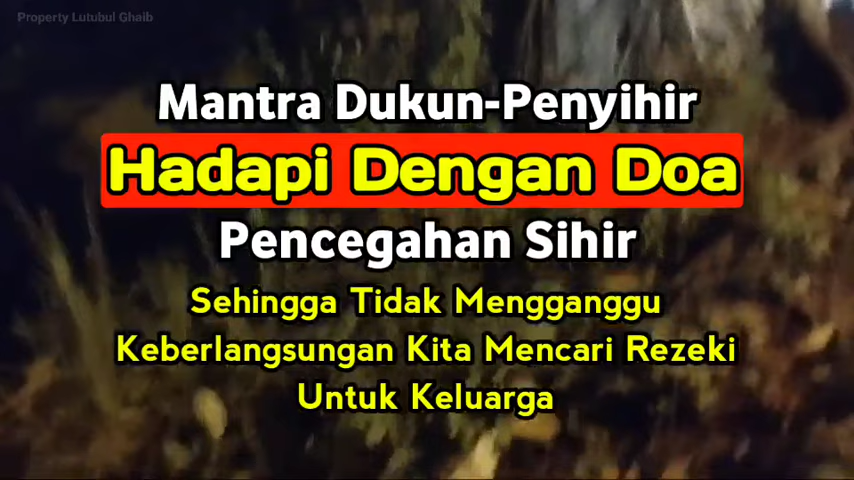 Property Lutubul Ghaib
Mantra Dukun-Penyihir
Hadapi Dengan Doa
Pencegahan Sihir
Sehingga Tidak Mengganggu
Keberlangsungan Kita Mencari Rezeki
Untuk Keluarga